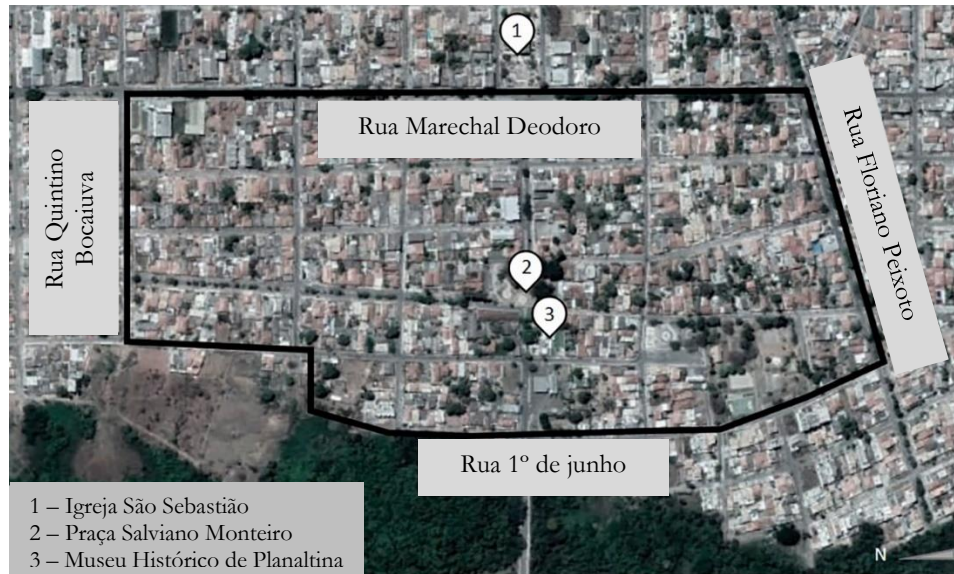 1
Rua Marechal Deodoro
Rua Quintino
Bocaiuva
Rua Floriano Peixoto
2
3
Rua 1º de junho
1 – Igreja São Sebastião
2 – Praça Salviano Monteiro
3 – Museu Histórico de Planaltina
N